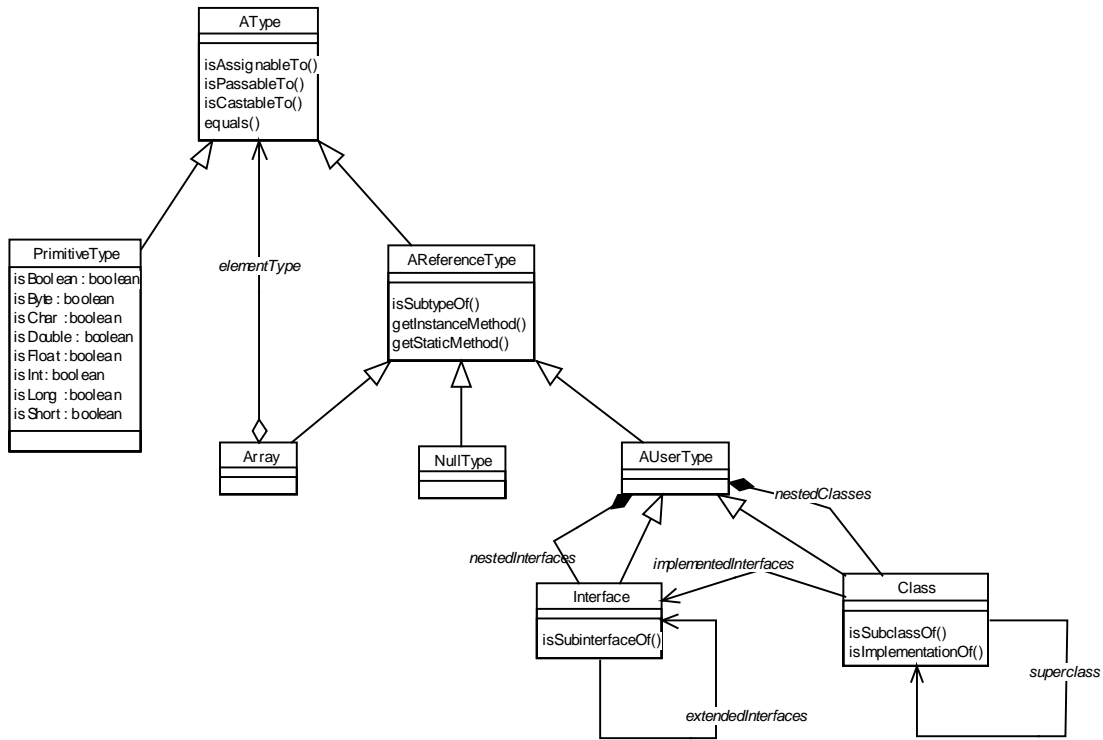 AType
isAssignableTo()
isPassableTo()
isCastableTo()
equals()
PrimitiveType
isBoolean : boolean
isByte : boolean
isChar : boolean
isDouble : boolean
isFloat : boolean
isInt : boolean
isLong : boolean
isShort : boolean
elementType
AReferenceType
isSubtypeOf()
getInstanceMethod()
getStaticMethod()
Array
NullType
AUserType
nestedClasses
nestedInterfaces
implementedInterfaces
Interface
isSubinterfaceOf()
Class
isSubclassOf()
isImplementationOf()
superclass
extendedInterfaces